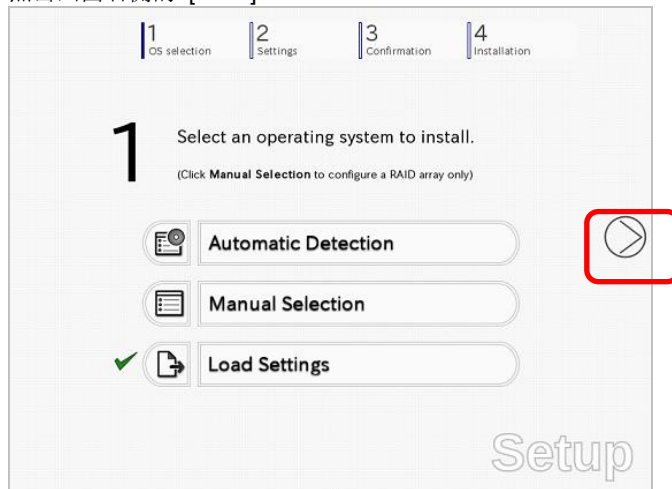 1
OS selection
2
Settings
3
Confirmation
4
Installation
1
Select an operating system to install.
(Click Manual Selection to configure a RAID array only)
Automatic Detection
Manual Selection
Load Settings
Setup